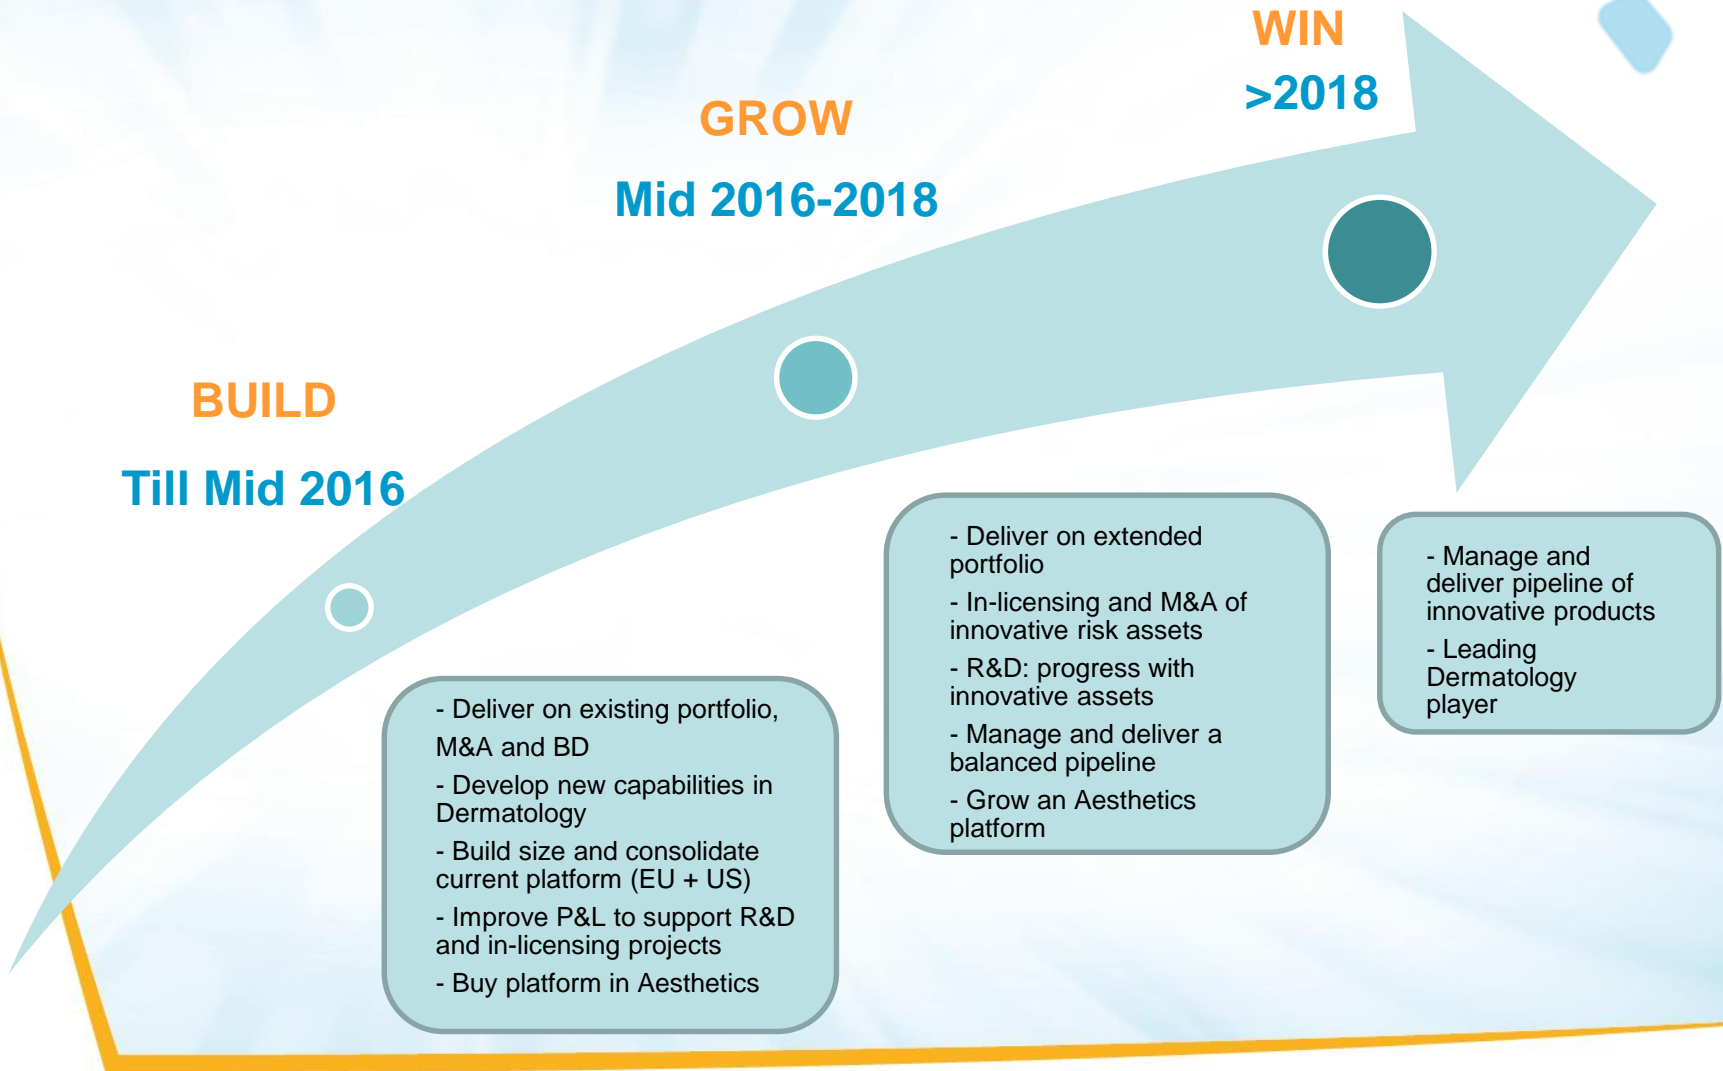 BUILD
Till Mid 2016
- Deliver on existing portfolio,
M&A and BD
- Develop new capabilities in
Dermatology
- Build size and consolidate
current platform (EU + US)
- Improve P&L to support R&D
and in-licensing projects
- Buy platform in Aesthetics
GROW
Mid 2016-2018
- Deliver on extended
portfolio
- In-licensing and M&A of
innovative risk assets
- R&D: progress with
innovative assets
- Manage and deliver a
balanced pipeline
- Grow an Aesthetics
platform
WIN
>2018
- Manage and
deliver pipeline of
innovative products
- Leading
Dermatology
player